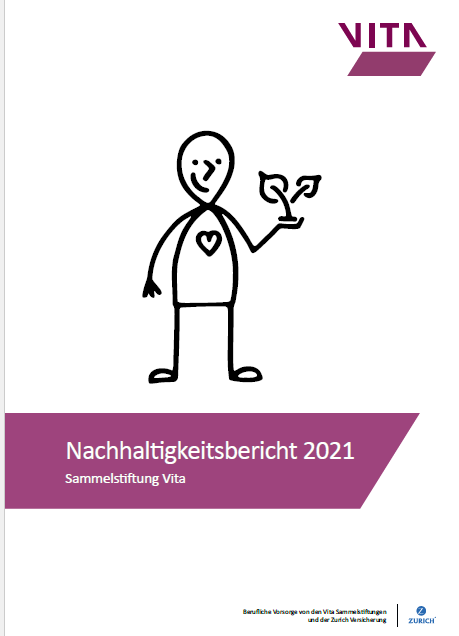 VITA
Nachhaltigkeitsbericht 2021
Sammelstiftung Vita
Berufliche Vorsorge von den Vita Sammelstiftungen
und der Zurich Versicherung
ZURICH